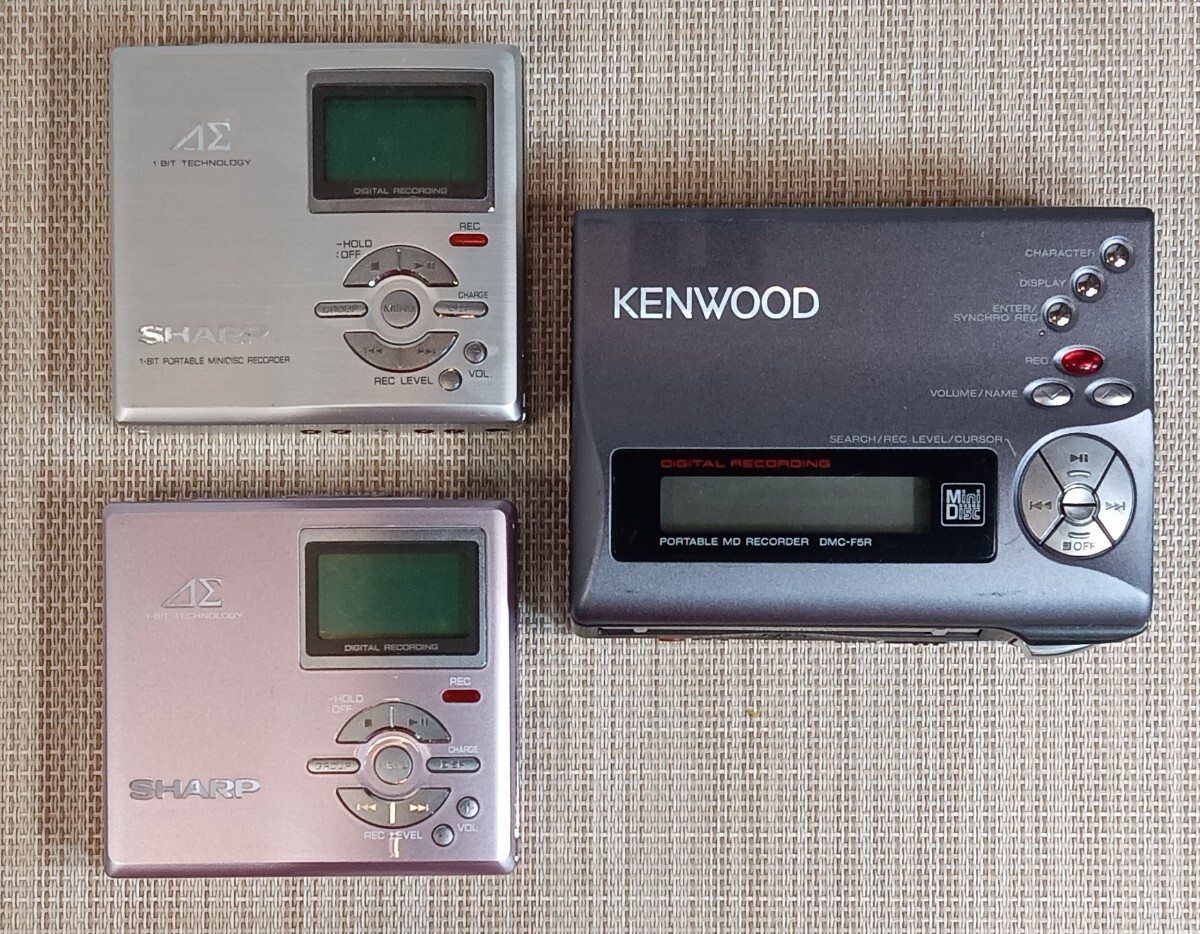 ΔΣ
1-BIT TECHNOLOGY
DIGITAL RECORDING
REC
-HOLD
:OFF
CHARGE
GROUP
MENU
SHARP
1-BIT PORTABLE MINIDISC RECORDER
VOL.
REC LEVEL
KENWOOD
CHARACTER
DISPLAY
ENTER/
SYNCHRO REC
REC
VOLUME/NAME
SEARCH/REC LEVEL/CURSOR
DIGITAL RECORDING
Mini
Disc
PORTABLE MD RECORDER DMC-F5R
OFF
ΔΣ
1-BIT TECHNOLOGY
DIGITAL RECORDING
REC
-HOLD
:OFF
CHARGE
GROUP
MENU
SHARP
VOL.
REC LEVEL